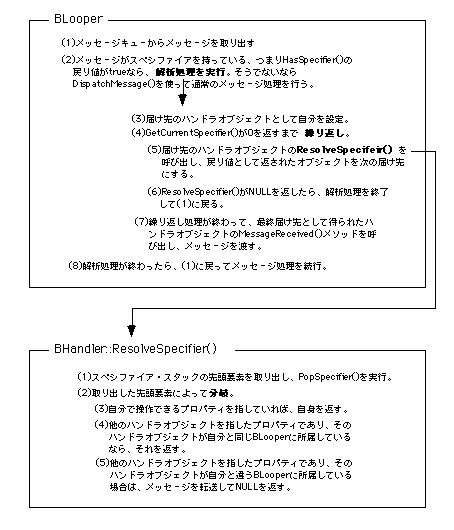 BLooper
(1)メッセージキューからメッセージを取り出す
(2)メッセージがスペシファイアを持っている、つまりHasSpecifier()の
戻り値がtrueなら、解析処理を実行。そうでないなら
DispatchMessage()を使って通常のメッセージ処理を行う。
(3)届け先のハンドラオブジェクトとして自分を設定。
(4)GetCurrentSpecifier()が0を返すまで 繰り返し。
(5)届け先のハンドラオブジェクトのResolveSpecifeir() を
呼び出し、戻り値として返されたオブジェクトを次の届け先
にする。
(6)ResolveSpecifier()がNULLを返したら、解析処理を終了
して(1)に戻る。
(7)繰り返し処理が終わって、最終届け先として得られたハ
ンドラオブジェクトのMessageReceived()メソッドを呼
び出し、メッセージを渡す。
(8)解析処理が終わったら、(1)に戻ってメッセージ処理を続行。
BHandler::ResolveSpecifier()
(1)スペシファイア・スタックの先頭要素を取り出し、PopSpecifier()を実行。
(2)取り出した先頭要素によって分岐。
(3)自分で操作できるプロパティを指していれば、自身を返す。
(4)他のハンドラオブジェクトを指したプロパティであり、その
ハンドラオブジェクトが自分と同じBLooperに所属している
なら、それを返す。
(5)他のハンドラオブジェクトを指したプロパティであり、その
ハンドラオブジェクトが自分と違うBLooperに所属している
場合は、メッセージを転送してNULLを返す。